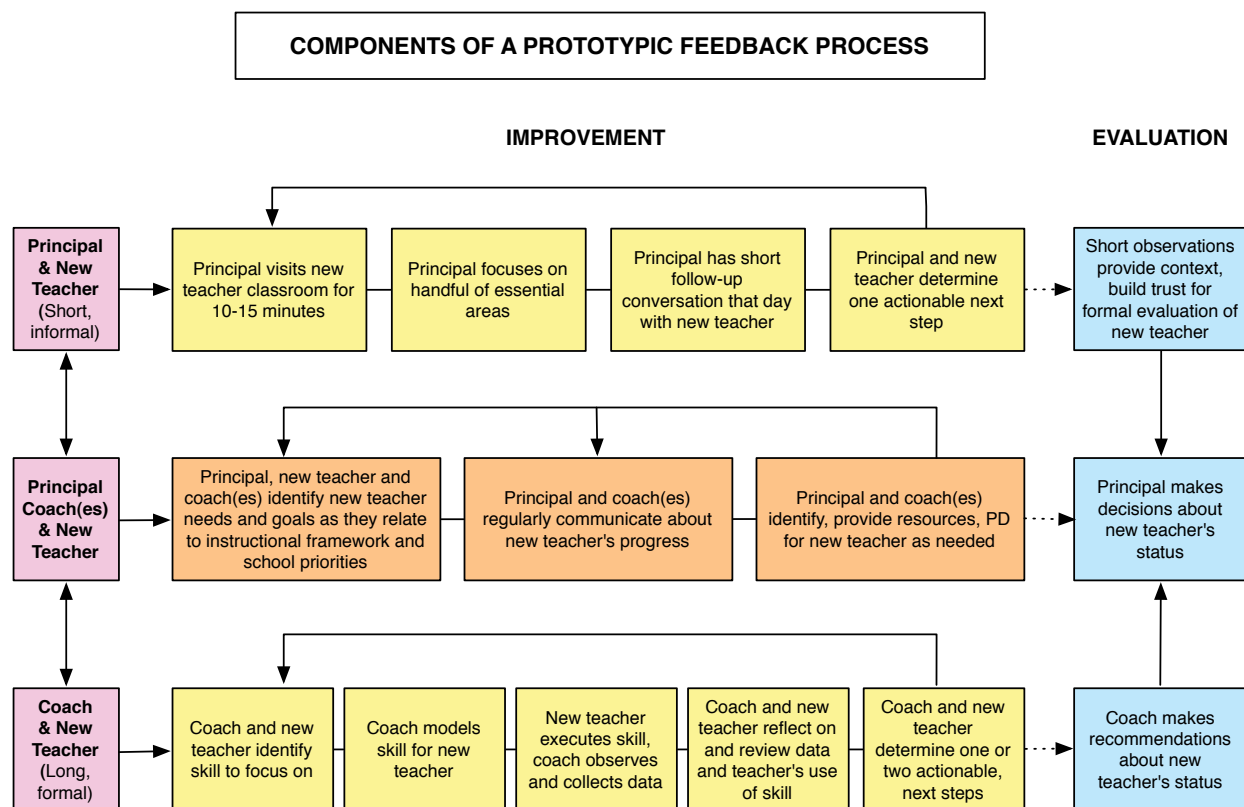 COMPONENTS OF A PROTOTYPIC FEEDBACK PROCESS
IMPROVEMENT
EVALUATION
Principal
& New
Teacher
(Short,
informal)
Principal visits new
teacher classroom for
10-15 minutes
Principal focuses on
handful of essential
areas
Principal has short
follow-up
conversation that day
with new teacher
Principal and new
teacher determine
one actionable next
step
Short observations
provide context,
build trust for
formal evaluation of
new teacher
Principal
Coach(es)
& New
Teacher
Principal, new teacher and
coach(es) identify new teacher
needs and goals as they relate
to instructional framework and
school priorities
Principal and coach(es)
regularly communicate about
new teacher's progress
Principal and coach(es)
identify, provide resources, PD
for new teacher as needed
Principal makes
decisions about
new teacher's
status
Coach
& New
Teacher
(Long,
formal)
Coach and new
teacher identify
skill to focus on
Coach models
skill for new
teacher
New teacher
executes skill,
coach observes
and collects data
Coach and new
teacher reflect on
and review data
and teacher's use
of skill
Coach and new
teacher
determine one or
two actionable,
next steps
Coach makes
recommendations
about new
teacher's status